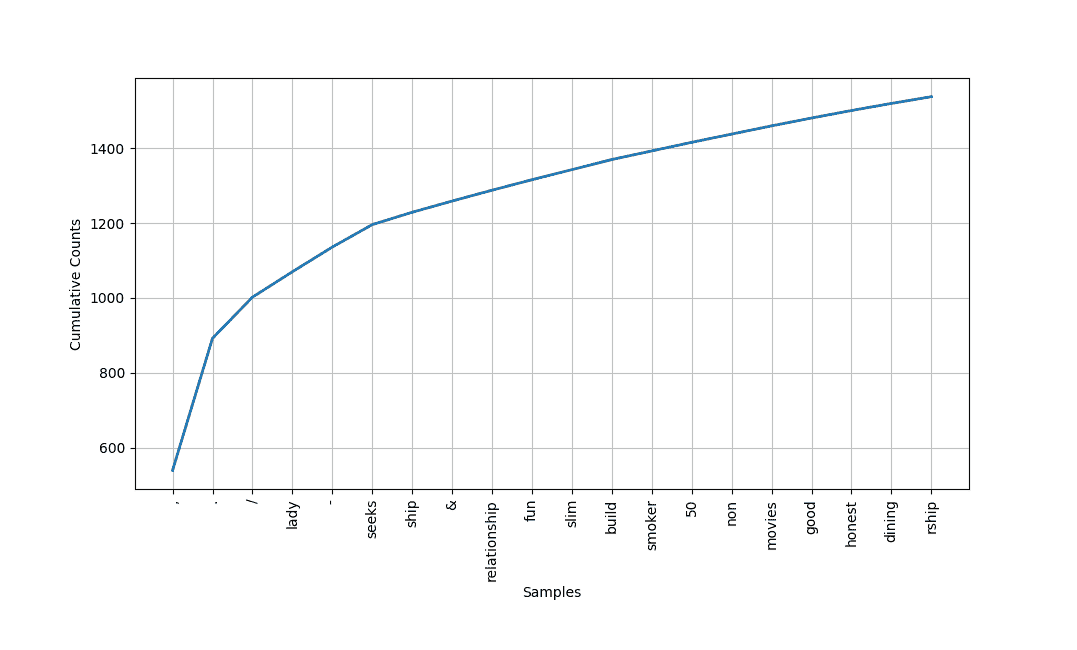 Cumulative Counts
1400
1200
1000
800
600
,
.
/
lady
-
seeks
ship
&
relationship
fun
slim
build
smoker
50
non
movies
good
honest
dining
rship
Samples